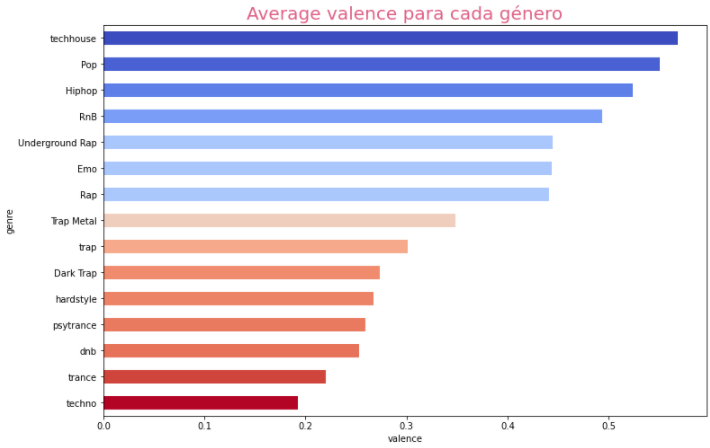 Average valence para cada género
techhouse
Pop
Hiphop
RnB
Underground Rap
Emo
Rap
Trap Metal
trap
Dark Trap
hardstyle
psytrance
dnb
trance
techno
genre
0.0 0.1 0.2 0.3 0.4 0.5
valence